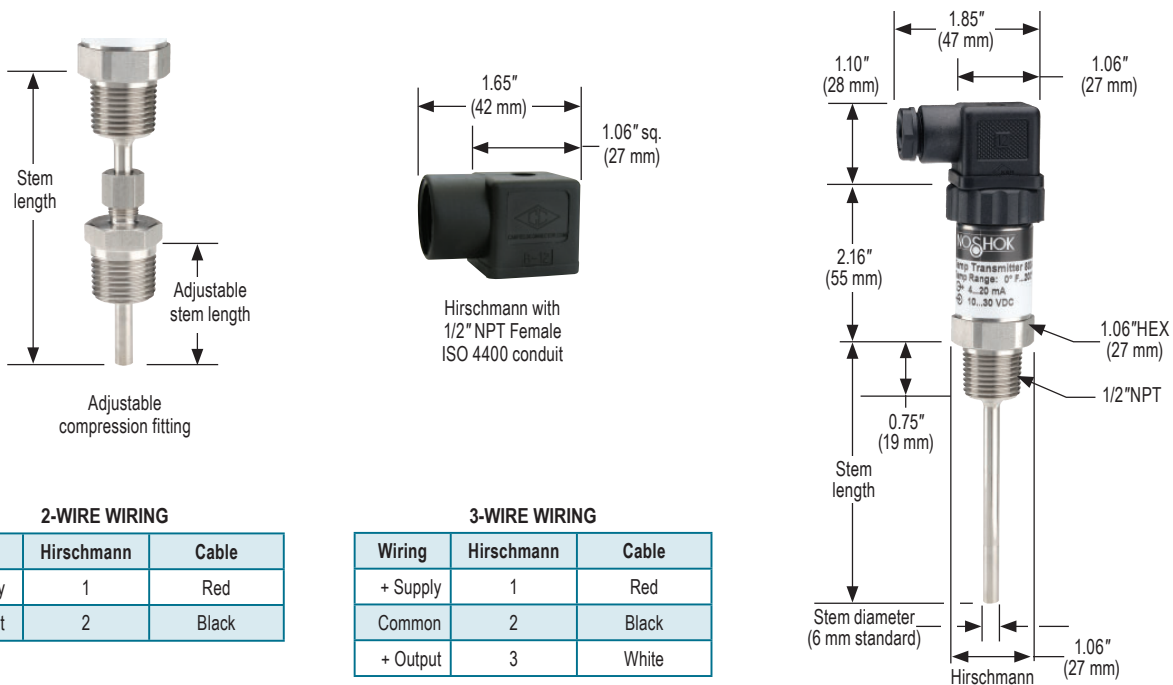 Stem
length
Adjustable
stem length
Adjustable
compression fitting
1.65″
(42 mm)
1.06″ sq.
(27 mm)
Hirschmann with
1/2″ NPT Female
ISO 4400 conduit
1.85″
(47 mm)
1.10″
(28 mm)
1.06″
(27 mm)
2.16″
(55 mm)
NOSHOK
Temp Transmitter
Temp Range: 0° F...
4...20 mA
10...30 VDC
1.06″HEX
(27 mm)
1/2″NPT
0.75″
(19 mm)
Stem
length
Stem diameter
(6 mm standard)
1.06″
(27 mm)
Hirschmann
2-WIRE WIRING
Hirschmann Cable
y 1 Red
t 2 Black
3-WIRE WIRING
Wiring Hirschmann Cable
+ Supply 1 Red
Common 2 Black
+ Output 3 White